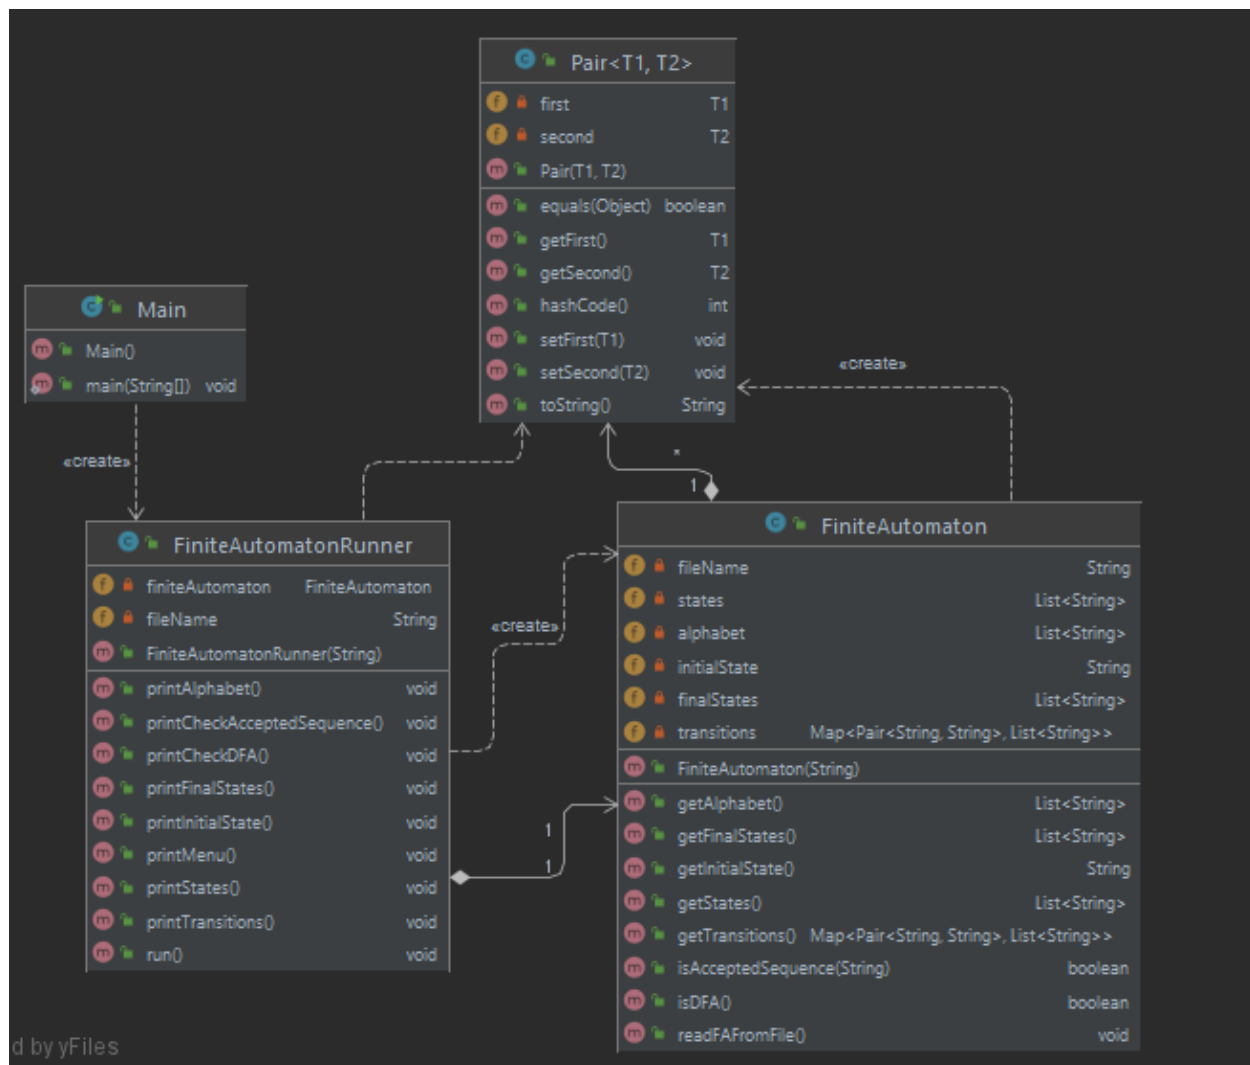 Pair<T1, T2>
first T1
second T2
Pair(T1, T2)
equals(Object) boolean
getFirst() T1
getSecond() T2
hashCode() int
setFirst(T1) void
setSecond(T2) void
toString() String
Main
Main()
main(String[]) void
«create»
«create»
*
1
FiniteAutomatonRunner
finiteAutomaton FiniteAutomaton
fileName String
FiniteAutomatonRunner(String)
printAlphabet() void
printCheckAcceptedSequence() void
printCheckDFA() void
printFinalStates() void
printInitialState() void
printMenu() void
printStates() void
printTransitions() void
run() void
«create»
1
1
FiniteAutomaton
fileName String
states List<String>
alphabet List<String>
initialState String
finalStates List<String>
transitions Map<Pair<String, String>, List<String>>
FiniteAutomaton(String)
getAlphabet() List<String>
getFinalStates() List<String>
getInitialState() String
getStates() List<String>
getTransitions() Map<Pair<String, String>, List<String>>
isAcceptedSequence(String) boolean
isDFA() boolean
readFAFromFile() void
d by yFiles